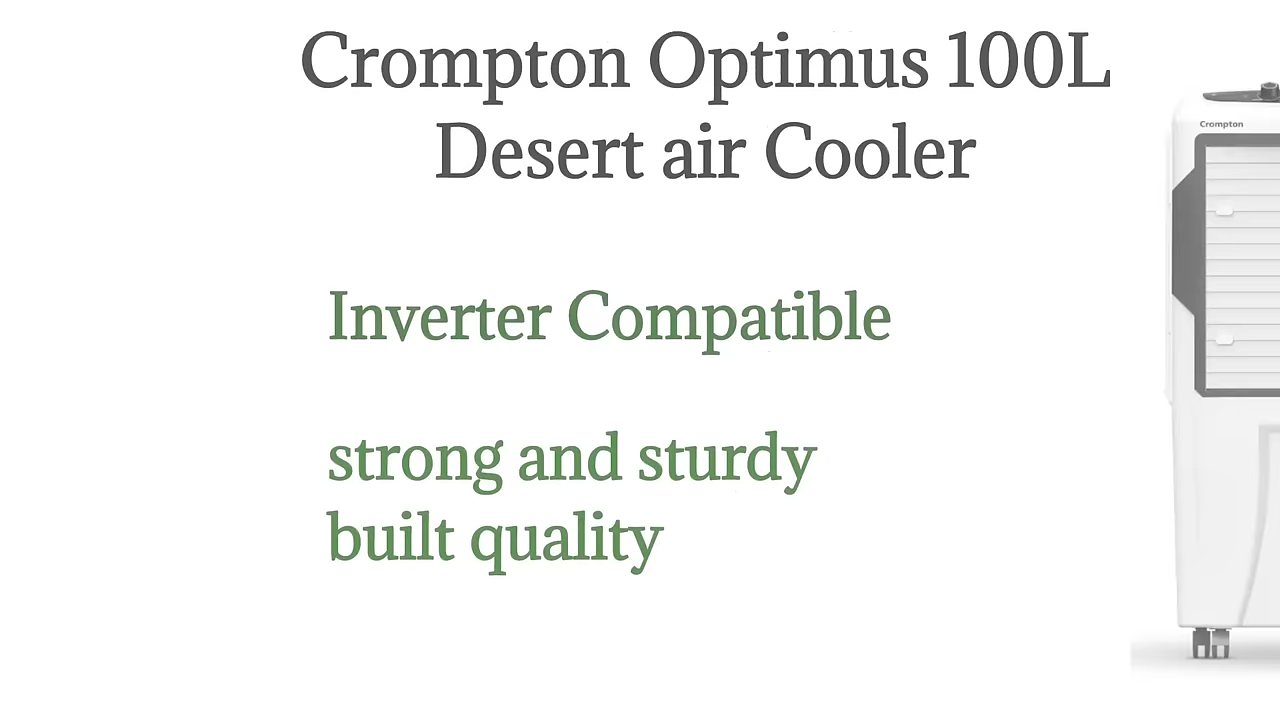 Crompton Optimus 100L
Desert air Cooler
Crompton
Inverter Compatible
strong and sturdy
built quality